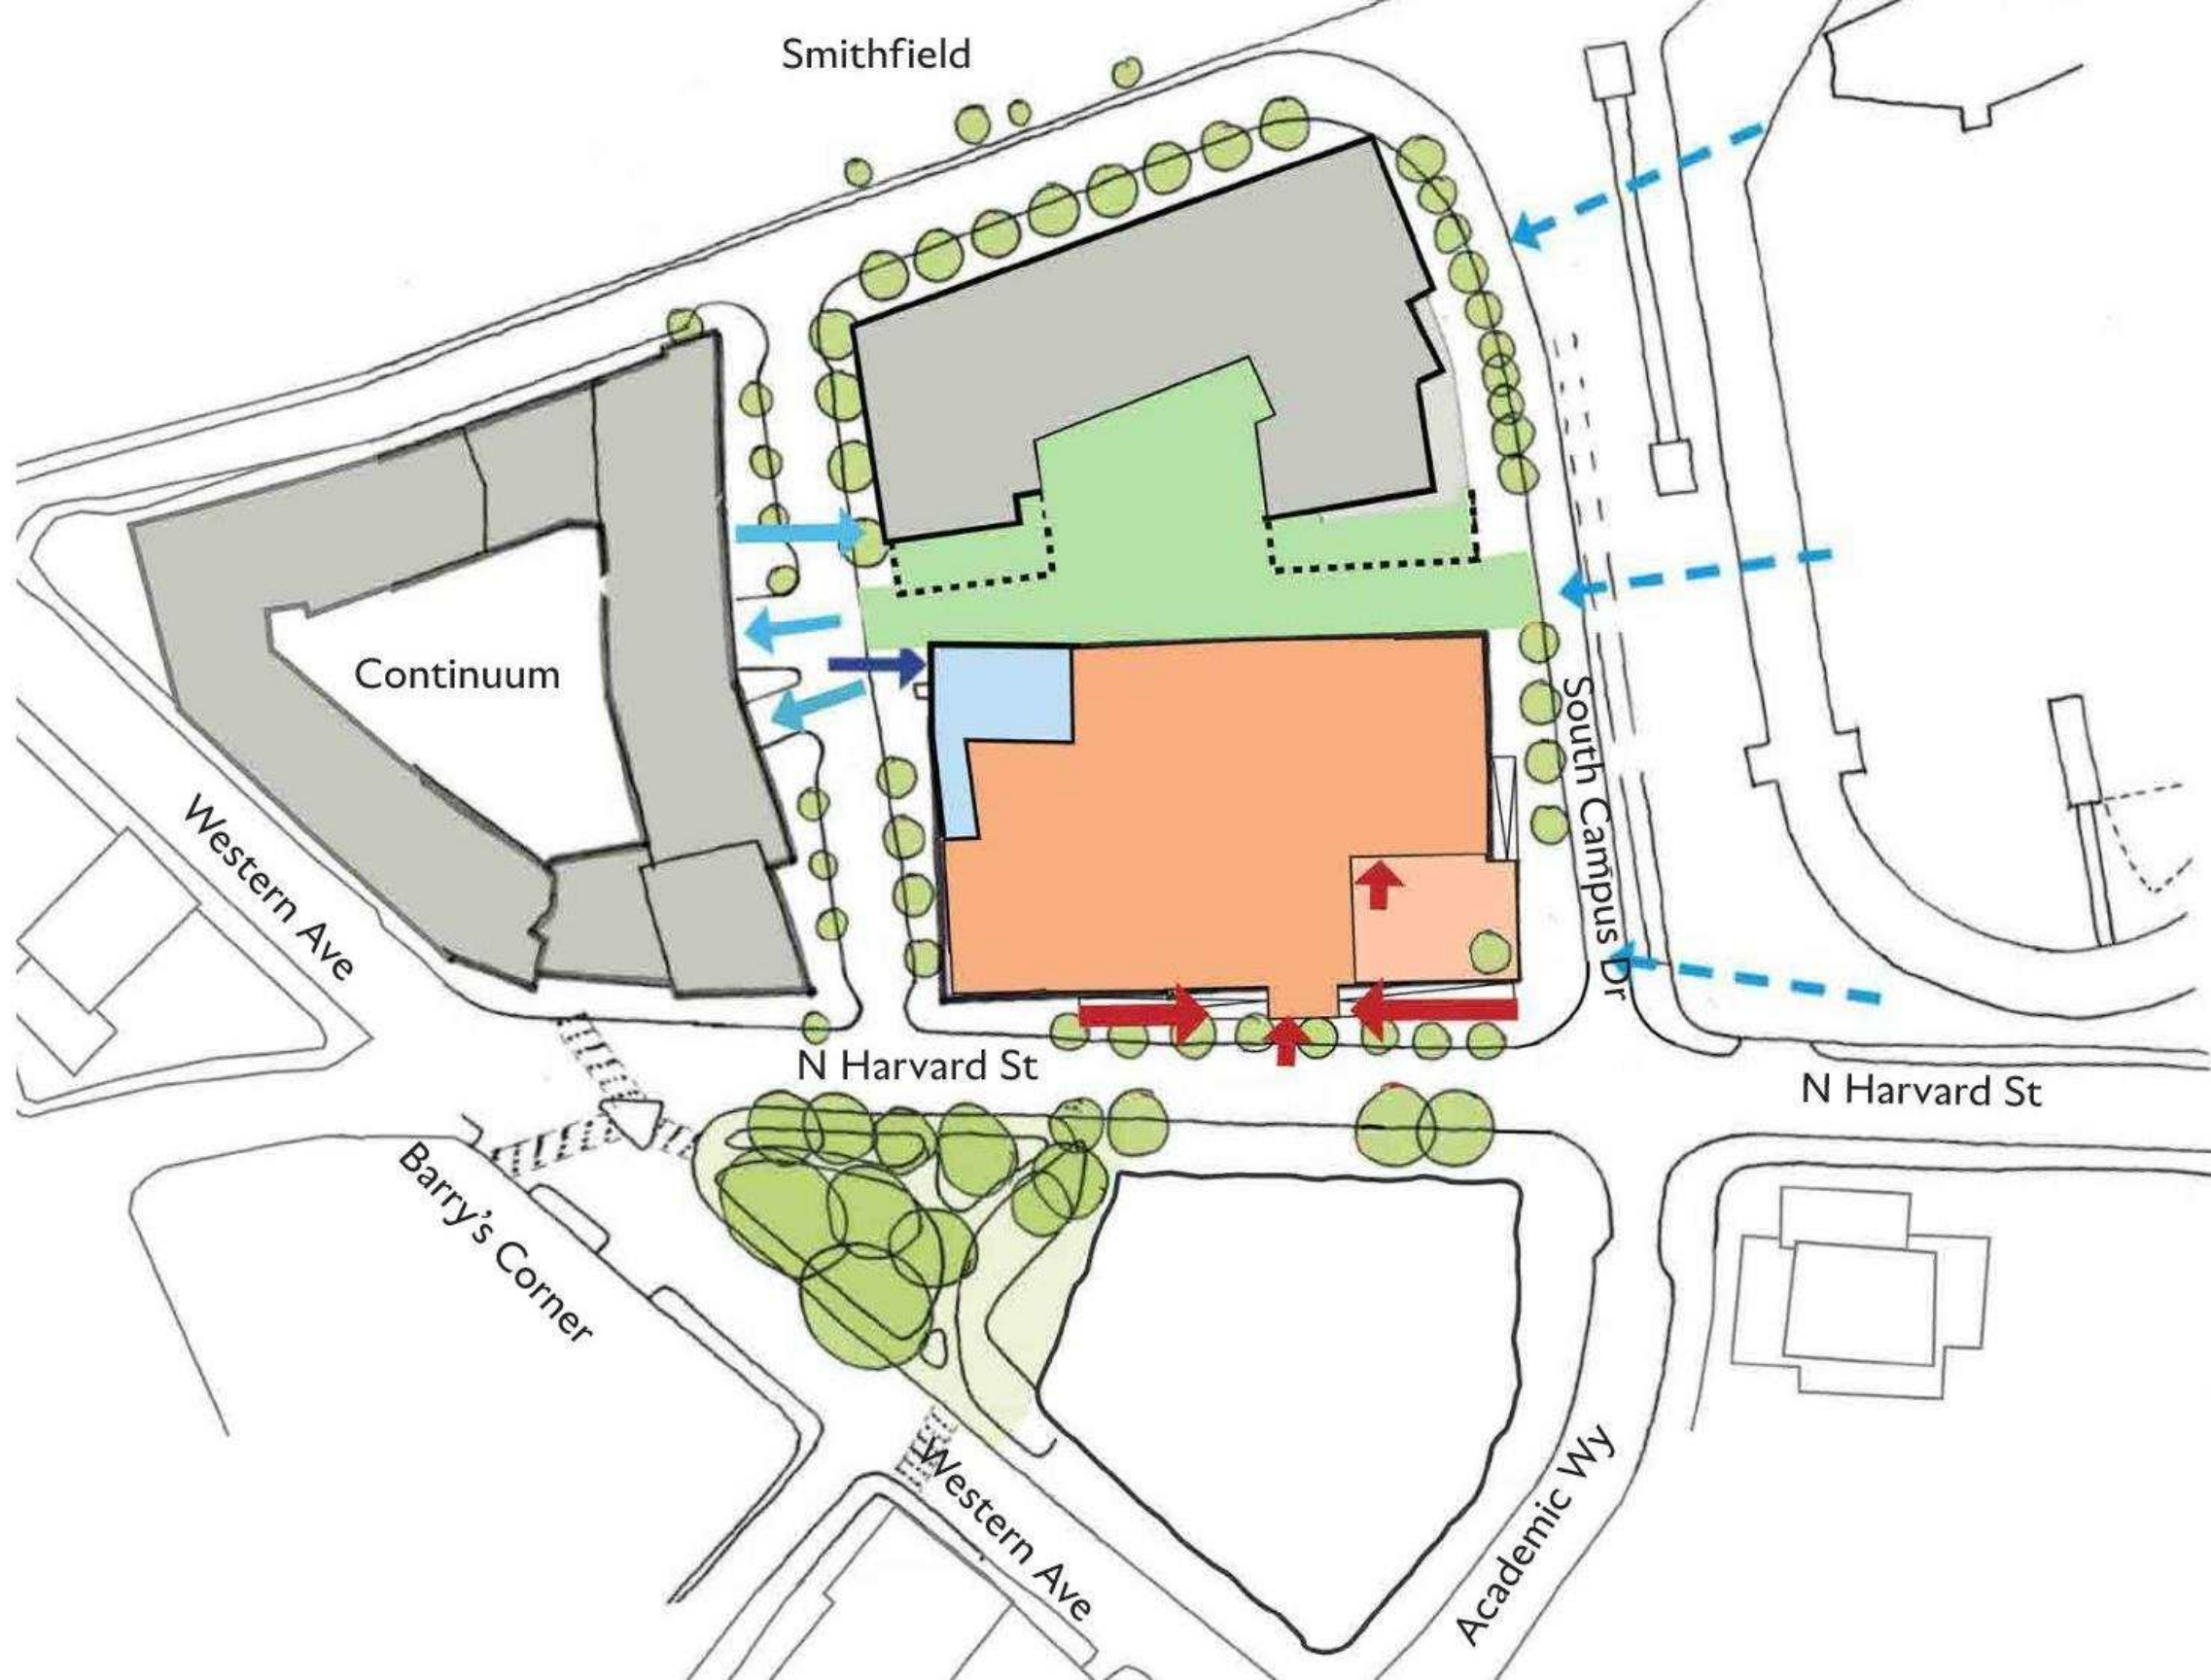 Smithfield
Continuum
South Campus Dr
Western Ave
N Harvard St
N Harvard St
Barry's Corner
Western Ave
Academic Wy